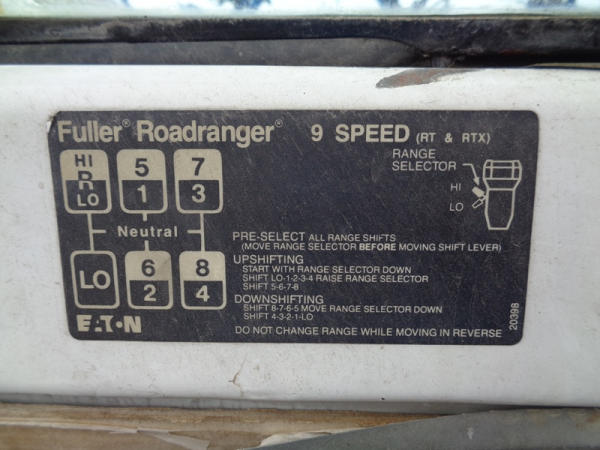 Fuller® Roadranger® 9 SPEED (RT & RTX)
HI 5 7
R
LO 1 3
Neutral
LO 6 8
2 4
EATON
RANGE
SELECTOR
HI
LO
PRE-SELECT ALL RANGE SHIFTS
(MOVE RANGE SELECTOR BEFORE MOVING SHIFT LEVER)
UPSHIFTING
START WITH RANGE SELECTOR DOWN
SHIFT LO-1-2-3-4 RAISE RANGE SELECTOR
SHIFT 5-6-7-8
DOWNSHIFTING
SHIFT 8-7-6-5 MOVE RANGE SELECTOR DOWN
SHIFT 4-3-2-1-LO
DO NOT CHANGE RANGE WHILE MOVING IN REVERSE
20398